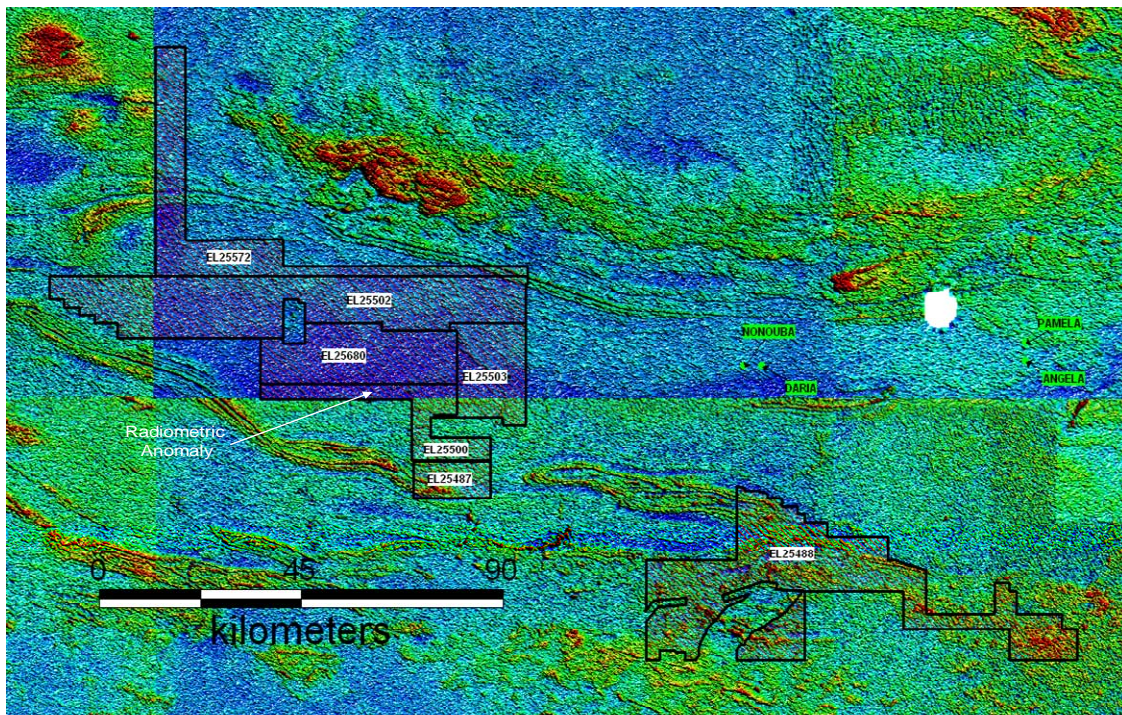 EL25572
EL25502
NONOUBA
PAMELA
EL25680
EL25503
DARIA
ANGELA
Radiometric
Anomaly
EL25500
EL25487
EL25488
0 45 90
kilometers